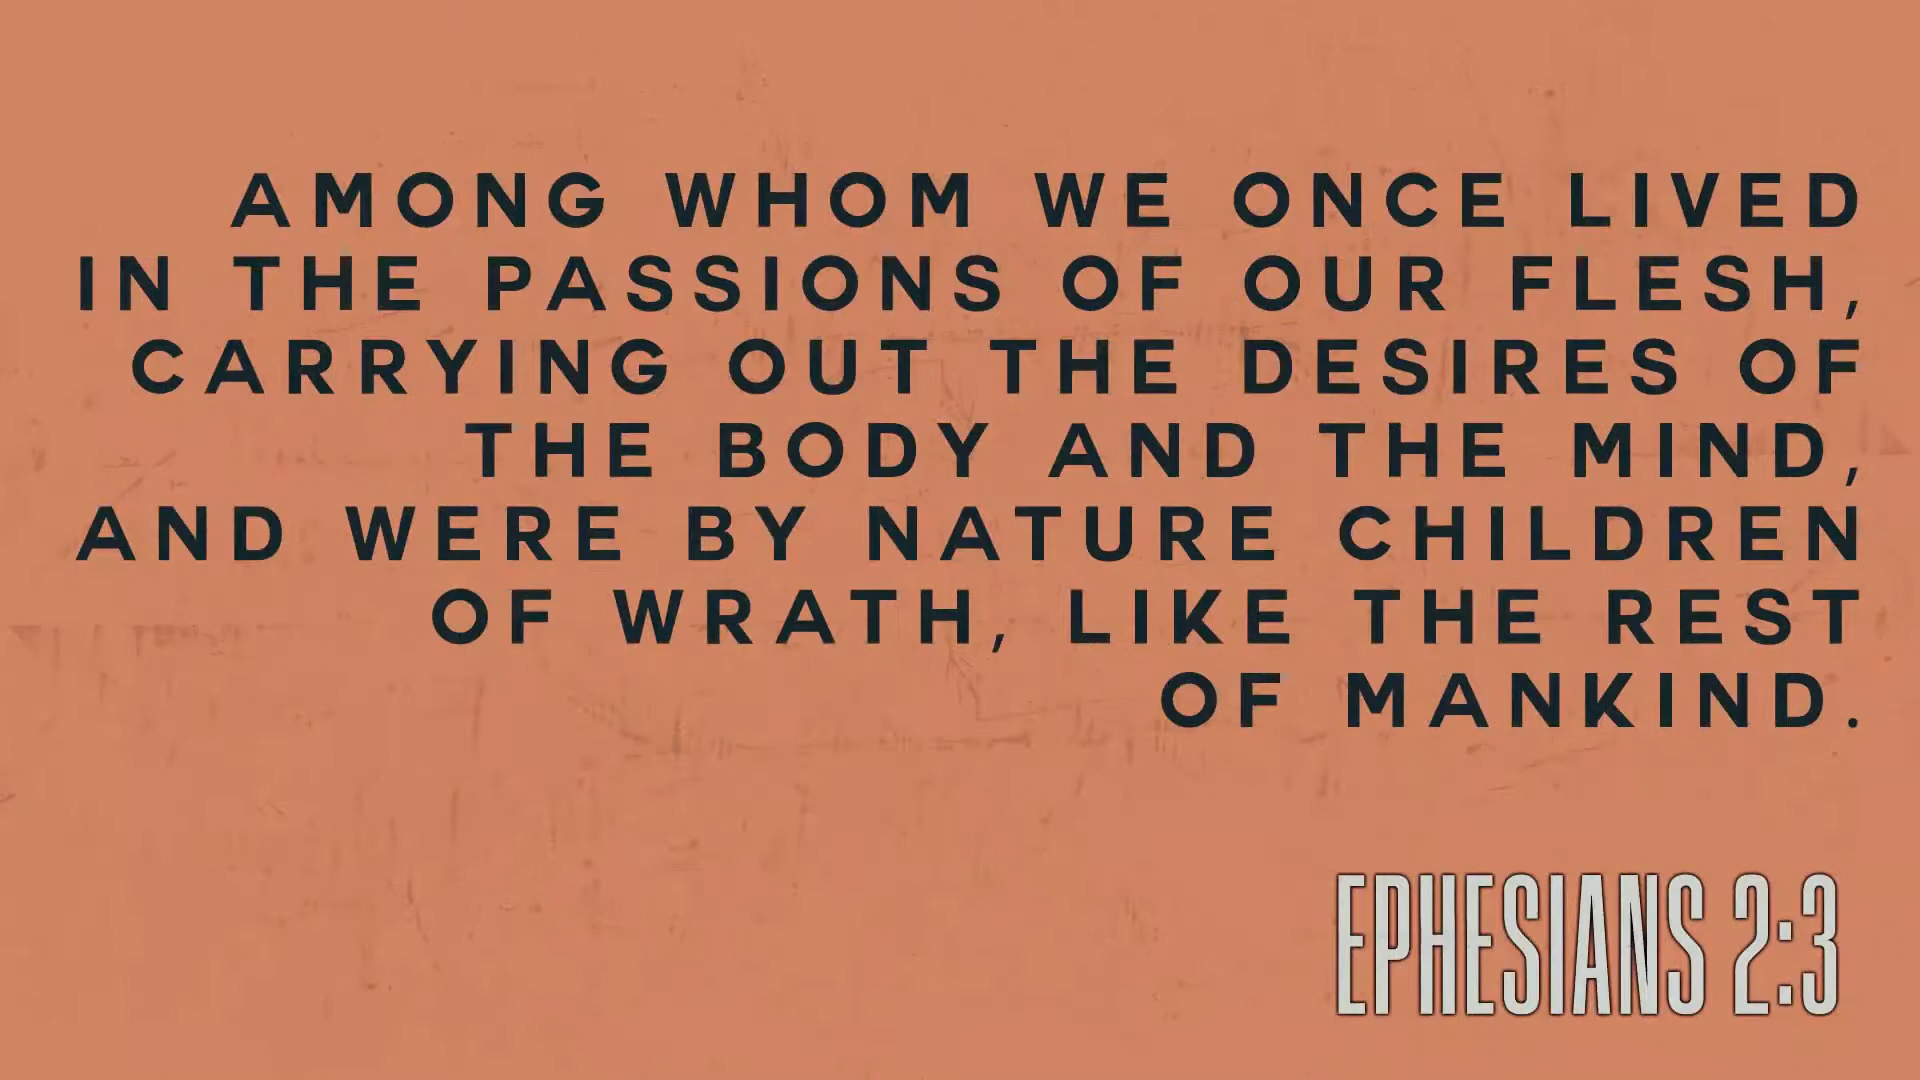 AMONG WHOM WE ONCE LIVED
IN THE PASSIONS OF OUR FLESH,
CARRYING OUT THE DESIRES OF
THE BODY AND THE MIND,
AND WERE BY NATURE CHILDREN
OF WRATH, LIKE THE REST
OF MANKIND.
EPHESIANS 2:3